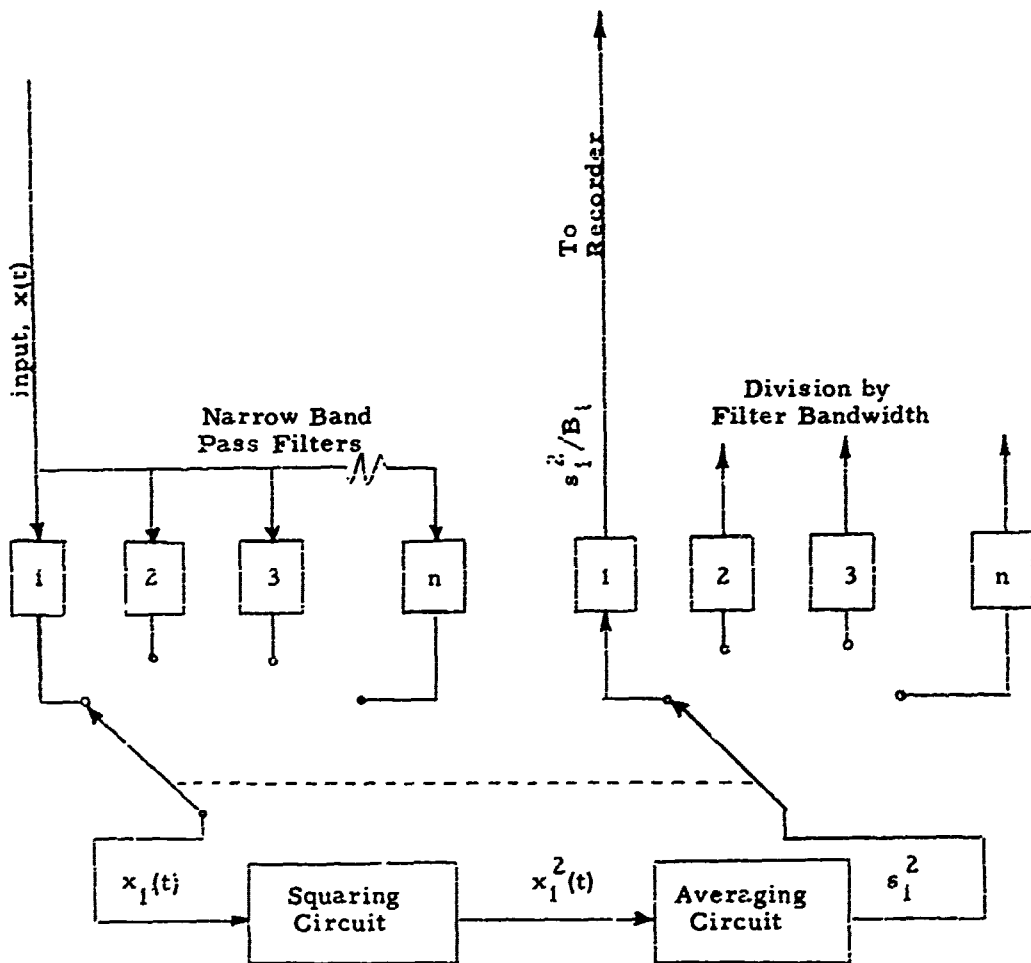 input, x(t)
To
Recorder
s₁²/B₁
Narrow Band
Pass Filters
Division by
Filter Bandwidth
1
2
3
n
1
2
3
n
x₁(t)
Squaring
Circuit
x₁²(t)
Averaging
Circuit
s₁²